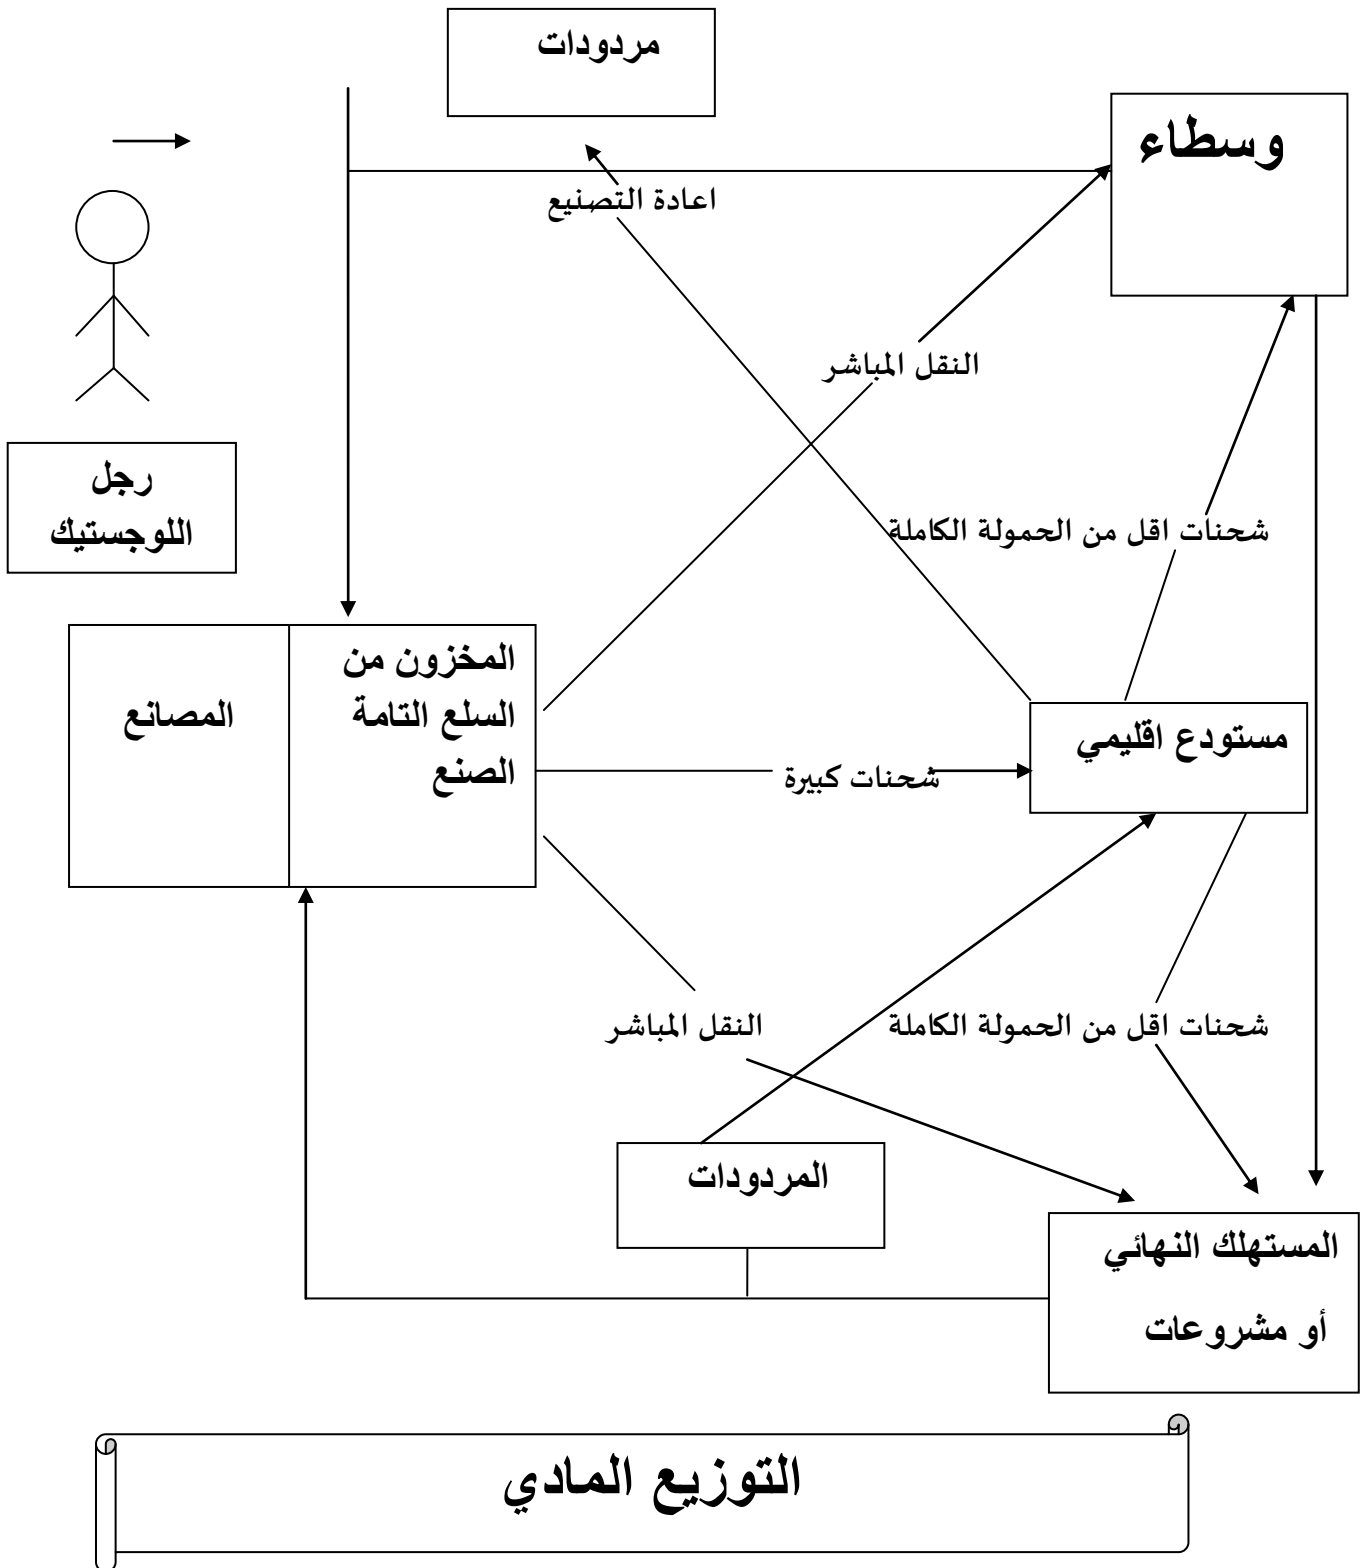 مردودات
وسطاء
اعادة التصنيع
النقل المباشر
رجل
اللوجستيك
شحنات اقل من الحمولة الكاملة
المخزون من
السلع التامة
الصنع
المصانع
مستودع اقليمي
شحنات كبيرة
النقل المباشر
شحنات اقل من الحمولة الكاملة
المردودات
المستهلك النهائي
أو مشروعات
التوزيع المادي